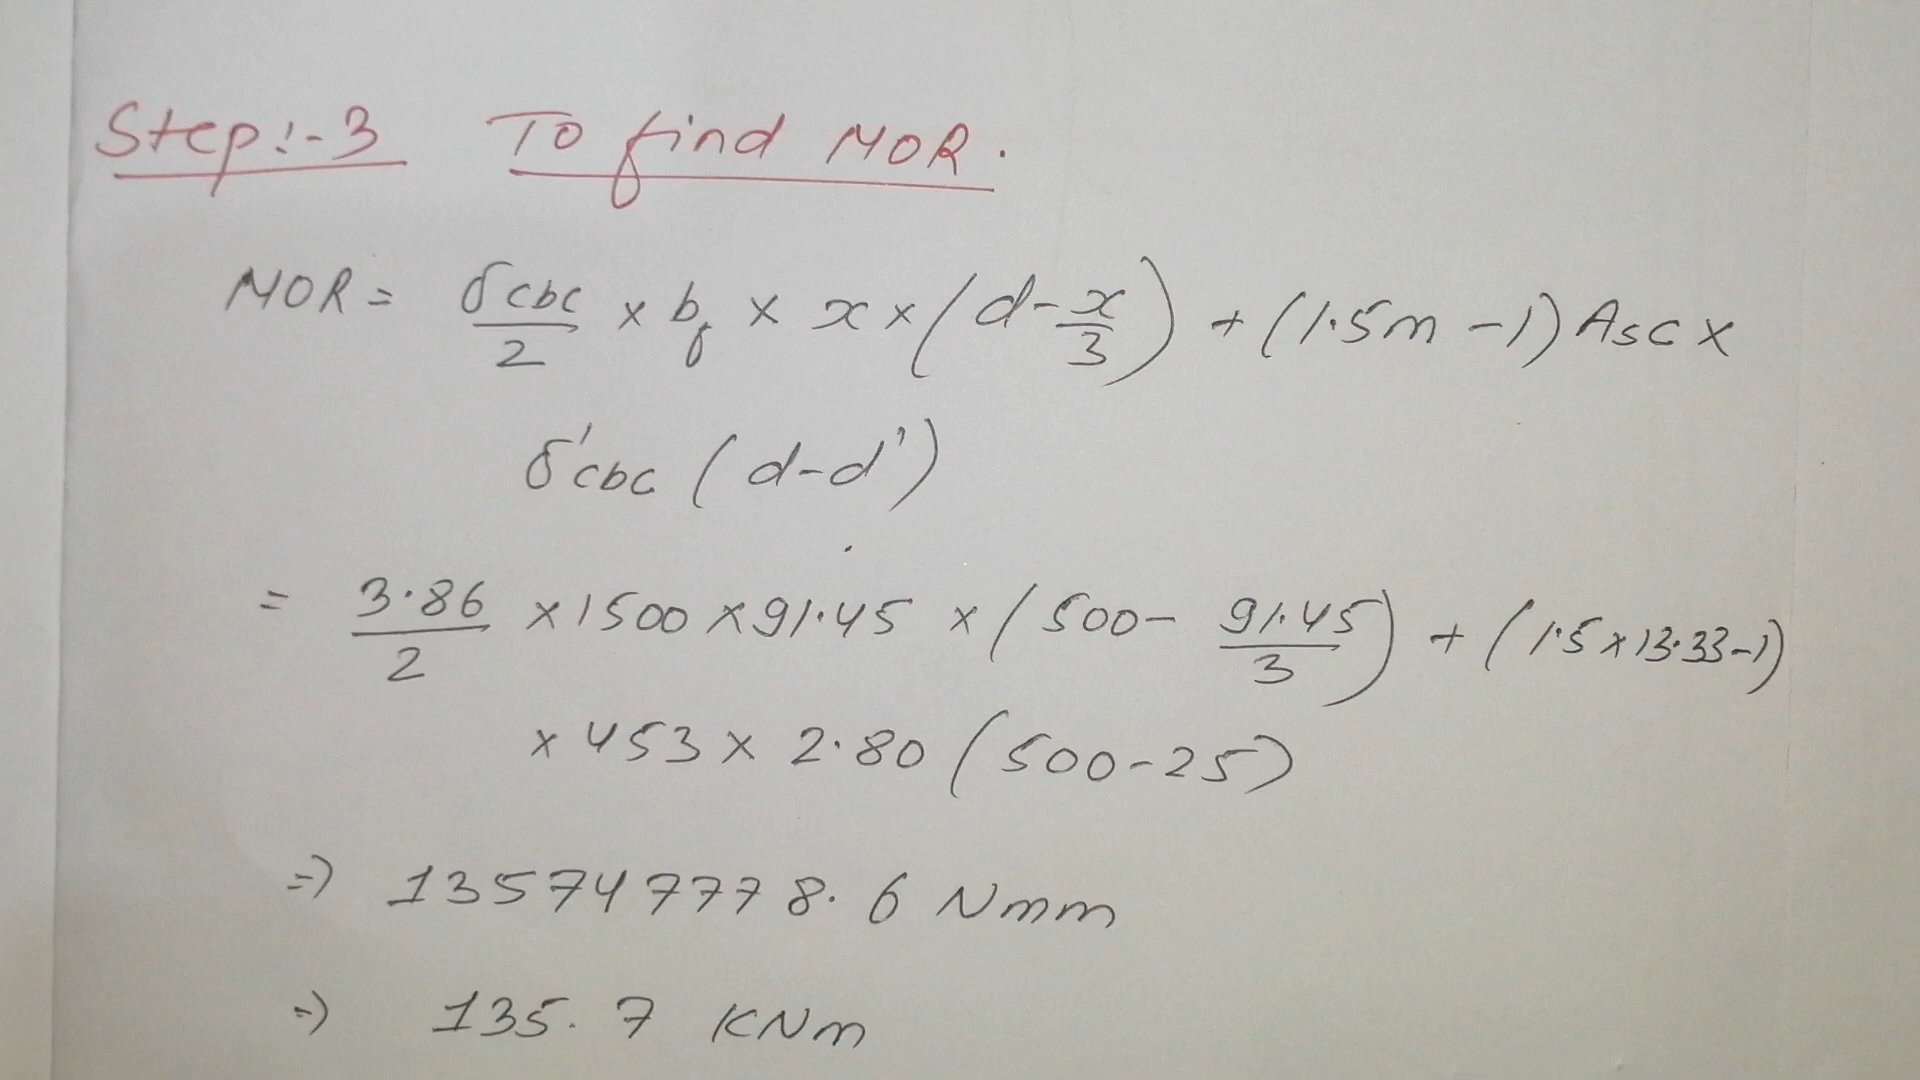 Step:-3 To find MOR.
MOR = σcbc/2 × bf × x × (d - x/3) + (1.5m - 1) Asc ×
σ'cbc (d-d')
= 3.86/2 × 1500 × 91.45 × (500 - 91.45/3) + (1.5 × 13.33-1)
× 453 × 2.80 (500-25)
⇒ 135747778.6 Nmm
⇒ 135.7 KNm